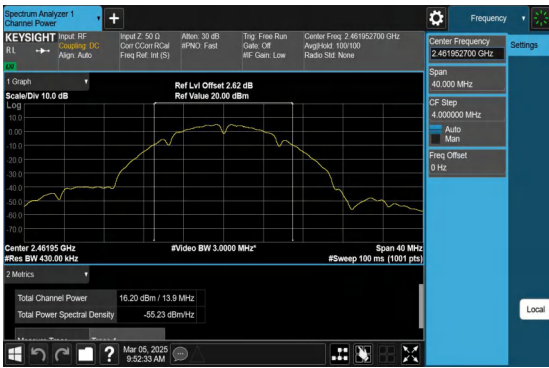 Spectrum Analyzer 1
Channel Power
Frequency
KEYSIGHT
RL
Input: RF
Coupling: DC
Align: Auto
Input Z: 50 Ω
Corr CCorr RCal
Freq Ref: Int (S)
Atten: 30 dB
#PNO: Fast
Trig: Free Run
Gate: Off
#IF Gain: Low
Center Freq: 2.461952700 GHz
Avg|Hold: 100/100
Radio Std: None
Center Frequency
2.461952700 GHz
Settings
Span
40.000 MHz
CF Step
4.000000 MHz
Auto
Man
Freq Offset
0 Hz
Local
1 Graph
Scale/Div 10.0 dB
Ref Lvl Offset 2.62 dB
Ref Value 20.00 dBm
Log
10.0
0.00
-10.0
-20.0
-30.0
-40.0
-50.0
-60.0
-70.0
Center 2.46195 GHz
#Video BW 3.0000 MHz*
Span 40 MHz
#Res BW 430.00 kHz
#Sweep 100 ms (1001 pts)
2 Metrics
Total Channel Power 16.20 dBm / 13.9 MHz
Total Power Spectral Density -55.23 dBm/Hz
Mar 05, 2025
9:52:33 AM